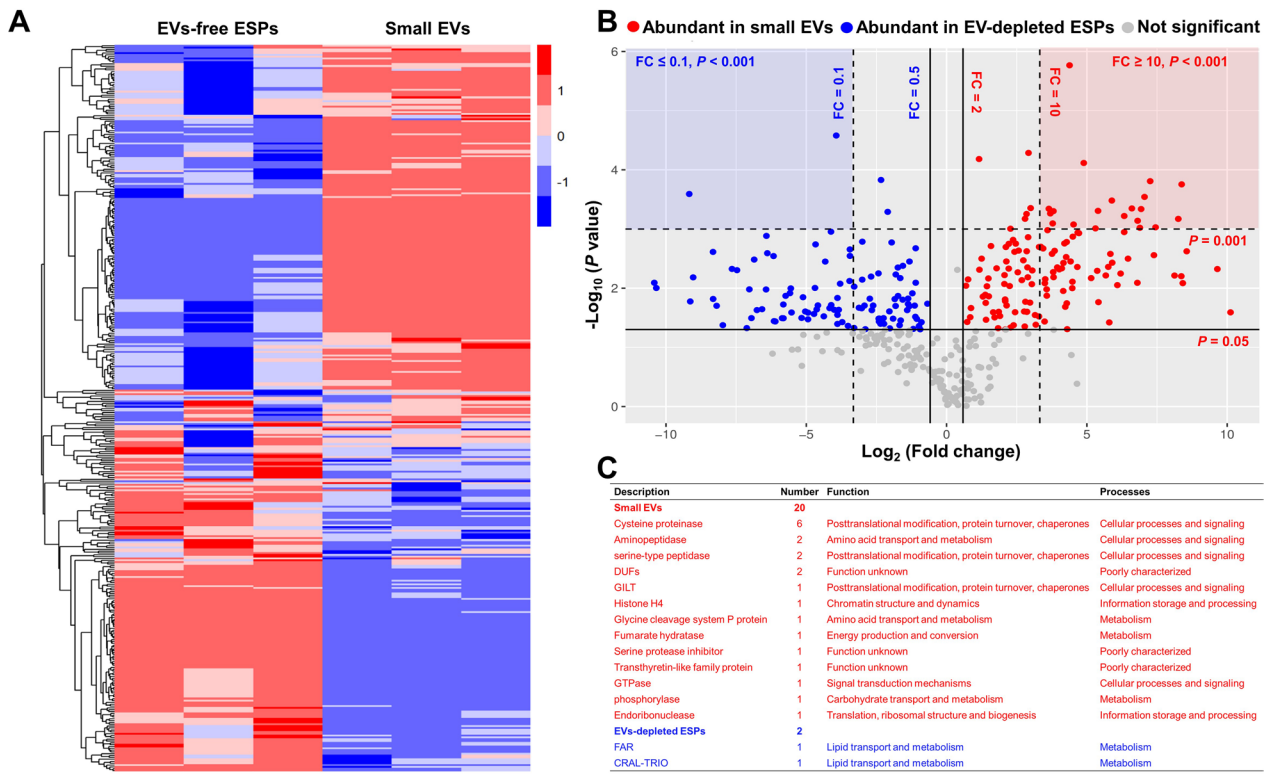 A
EVs-free ESPs Small EVs
1
0
-1
B
Abundant in small EVs Abundant in EV-depleted ESPs Not significant
FC ≤ 0.1, P < 0.001
FC ≥ 10, P < 0.001
FC = 0.1
FC = 0.5
FC = 2
FC = 10
P = 0.001
P = 0.05
6
4
2
0
-Log10 (P value)
−10 −5 0 5 10
Log2 (Fold change)
C
Description Number Function Processes
Small EVs 20
Cysteine proteinase 6 Posttranslational modification, protein turnover, chaperones Cellular processes and signaling
Aminopeptidase 2 Amino acid transport and metabolism Cellular processes and signaling
serine-type peptidase 2 Posttranslational modification, protein turnover, chaperones Cellular processes and signaling
DUFs 2 Function unknown Poorly characterized
GILT 1 Posttranslational modification, protein turnover, chaperones Cellular processes and signaling
Histone H4 1 Chromatin structure and dynamics Information storage and processing
Glycine cleavage system P protein 1 Amino acid transport and metabolism Metabolism
Fumarate hydratase 1 Energy production and conversion Metabolism
Serine protease inhibitor 1 Function unknown Poorly characterized
Transthyretin-like family protein 1 Function unknown Poorly characterized
GTPase 1 Signal transduction mechanisms Cellular processes and signaling
phosphorylase 1 Carbohydrate transport and metabolism Metabolism
Endoribonuclease 1 Translation, ribosomal structure and biogenesis Information storage and processing
EVs-depleted ESPs 2
FAR 1 Lipid transport and metabolism Metabolism
CRAL-TRIO 1 Lipid transport and metabolism Metabolism